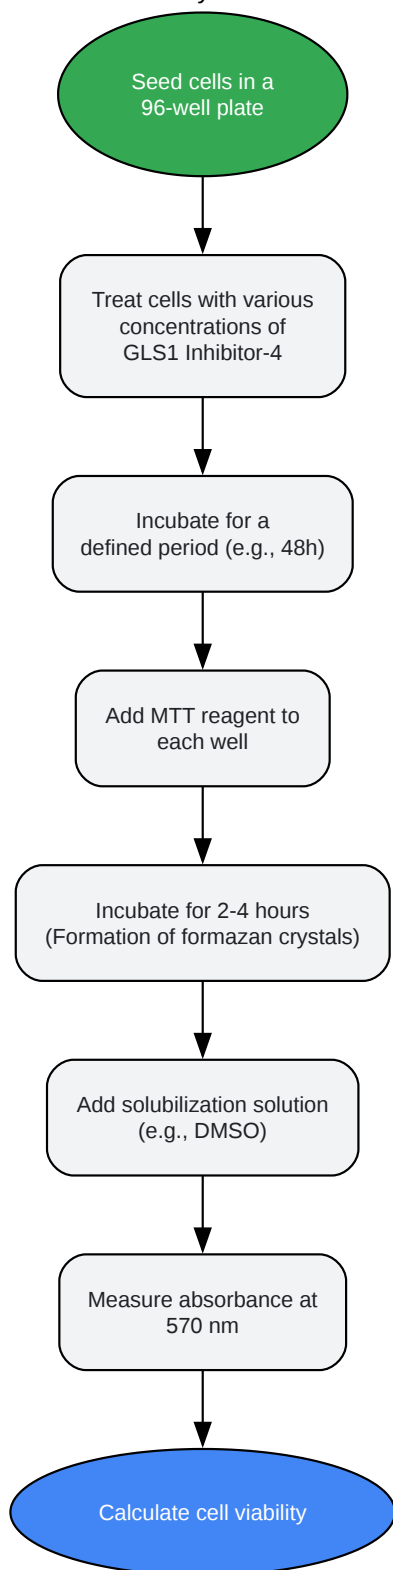 Seed cells in a
96-well plate
Treat cells with various
concentrations of
GLS1 Inhibitor-4
Incubate for a
defined period (e.g., 48h)
Add MTT reagent to
each well
Incubate for 2-4 hours
(Formation of formazan crystals)
Add solubilization solution
(e.g., DMSO)
Measure absorbance at
570 nm
Calculate cell viability